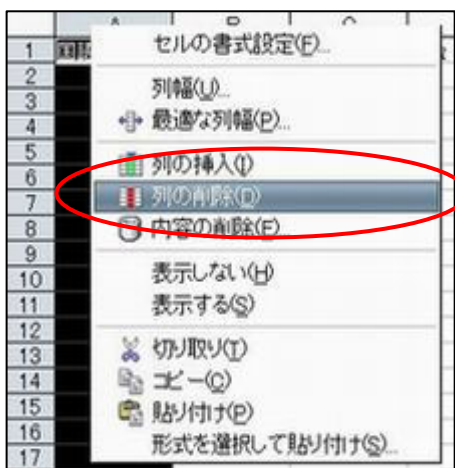 A B C
1
セルの書式設定(F)...
2
列幅(U)...
3
最適な列幅(P)...
4
5
列の挿入(I)
6
列の削除(D)
7
内容の削除(E)...
8
9
表示しない(H)
10
表示する(S)
11
12
切り取り(T)
13
コピー(C)
14
貼り付け(P)
15
形式を選択して貼り付け(S)...
16
17